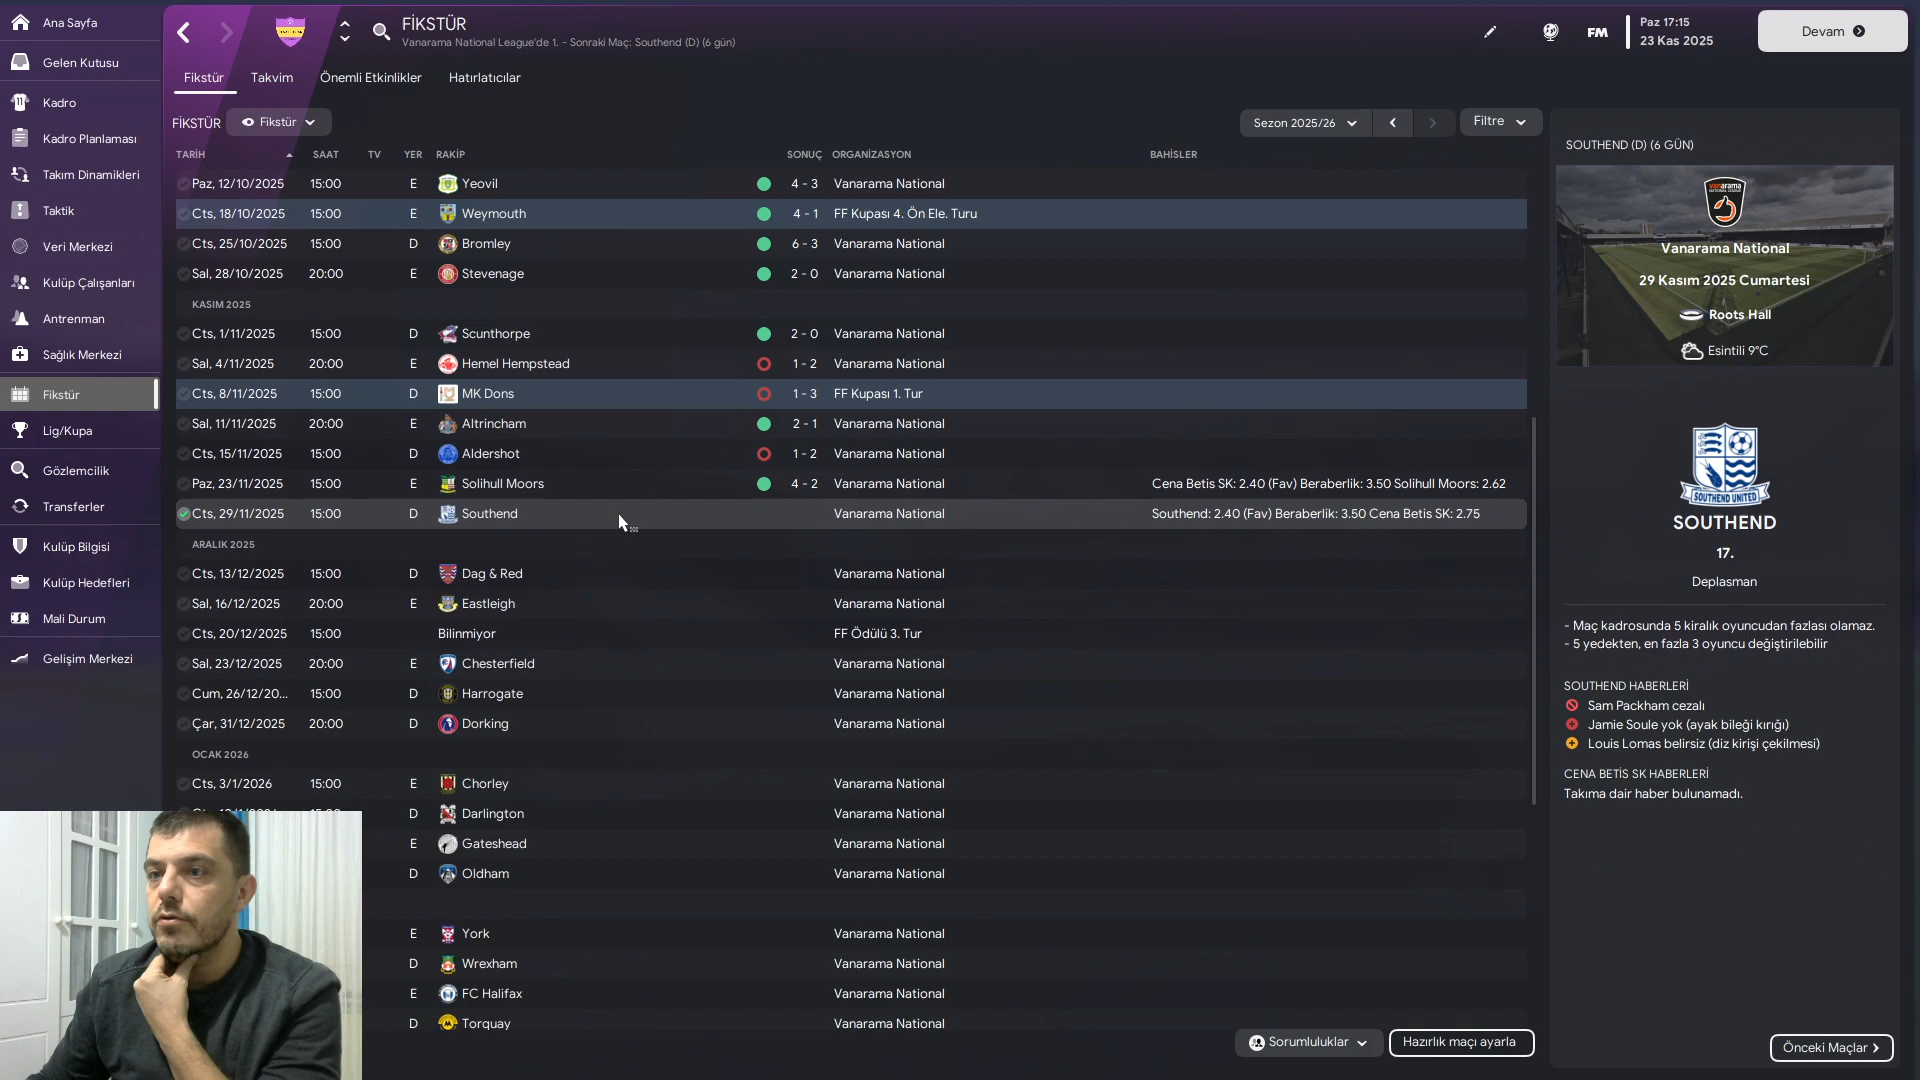 Ana Sayfa
Gelen Kutusu
Kadro
Kadro Planlaması
Takım Dinamikleri
Taktik
Veri Merkezi
Kulüp Çalışanları
Antrenman
Sağlık Merkezi
Fikstür
Lig/Kupa
Gözlemcilik
Transferler
Kulüp Bilgisi
Kulüp Hedefleri
Mali Durum
Gelişim Merkezi
FİKSTÜR
Vanarama National League'de 1. - Sonraki Maç: Southend (D) (6 gün)
FM
Paz 17:15
23 Kas 2025
Devam
Fikstür Takvim Önemli Etkinlikler Hatırlatıcılar
FİKSTÜR Fikstür Sezon 2025/26 Filtre
TARİH SAAT TV YER RAKİP SONUÇ ORGANİZASYON BAHİSLER
Paz, 12/10/2025 15:00 E Yeovil 4 - 3 Vanarama National
Cts, 18/10/2025 15:00 E Weymouth 4 - 1 FF Kupası 4. Ön Ele. Turu
Cts, 25/10/2025 15:00 D Bromley 6 - 3 Vanarama National
Sal, 28/10/2025 20:00 E Stevenage 2 - 0 Vanarama National
KASIM 2025
Cts, 1/11/2025 15:00 D Scunthorpe 2 - 0 Vanarama National
Sal, 4/11/2025 20:00 E Hemel Hempstead 1 - 2 Vanarama National
Cts, 8/11/2025 15:00 D MK Dons 1 - 3 FF Kupası 1. Tur
Sal, 11/11/2025 20:00 E Altrincham 2 - 1 Vanarama National
Cts, 15/11/2025 15:00 D Aldershot 1 - 2 Vanarama National
Paz, 23/11/2025 15:00 E Solihull Moors 4 - 2 Vanarama National Cena Betis SK: 2.40 (Fav) Beraberlik: 3.50 Solihull Moors: 2.62
Cts, 29/11/2025 15:00 D Southend Vanarama National Southend: 2.40 (Fav) Beraberlik: 3.50 Cena Betis SK: 2.75
ARALIK 2025
Cts, 13/12/2025 15:00 D Dag & Red Vanarama National
Sal, 16/12/2025 20:00 E Eastleigh Vanarama National
Cts, 20/12/2025 15:00 Bilinmiyor FF Ödülü 3. Tur
Sal, 23/12/2025 20:00 E Chesterfield Vanarama National
Cum, 26/12/20... 15:00 D Harrogate Vanarama National
Çar, 31/12/2025 20:00 D Dorking Vanarama National
OCAK 2026
Cts, 3/1/2026 15:00 E Chorley Vanarama National
D Darlington Vanarama National
E Gateshead Vanarama National
D Oldham Vanarama National
E York Vanarama National
D Wrexham Vanarama National
E FC Halifax Vanarama National
D Torquay Vanarama National
Sorumluluklar Hazırlık maçı ayarla
SOUTHEND (D) (6 GÜN)
vanarama
Vanarama National
29 Kasım 2025 Cumartesi
Roots Hall
Esintili 9°C
SOUTHEND UNITED
SOUTHEND
17.
Deplasman
- Maç kadrosunda 5 kiralık oyuncudan fazlası olamaz.
- 5 yedekten, en fazla 3 oyuncu değiştirilebilir
SOUTHEND HABERLERİ
Sam Packham cezalı
Jamie Soule yok (ayak bileği kırığı)
Louis Lomas belirsiz (diz kirişi çekilmesi)
CENA BETİS SK HABERLERİ
Takıma dair haber bulunamadı.
Önceki Maçlar